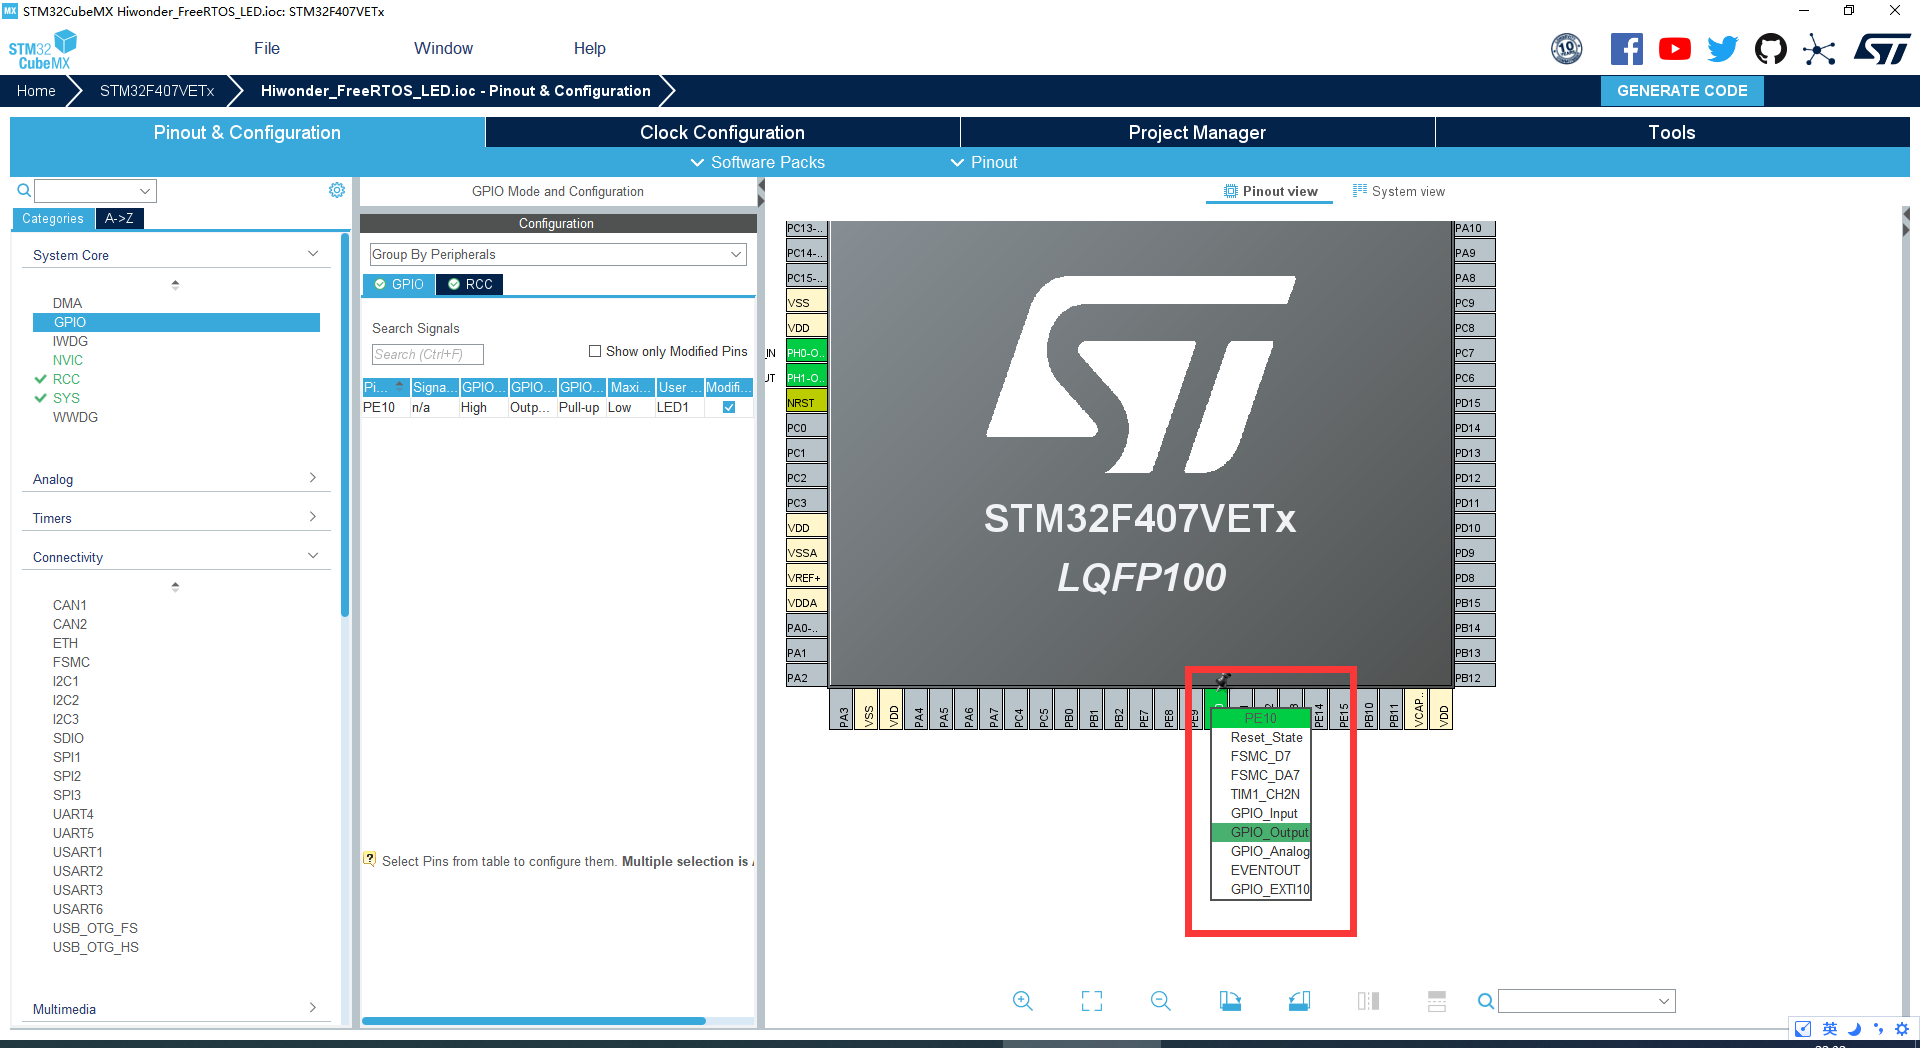 MX STM32CubeMX Hiwonder_FreeRTOS_LED.ioc: STM32F407VETx
STM32
CubeMX
File
Window
Help
10
Home
STM32F407VETx
Hiwonder_FreeRTOS_LED.ioc - Pinout & Configuration
GENERATE CODE
Pinout & Configuration
Clock Configuration
Project Manager
Tools
Software Packs
Pinout
Categories
A->Z
System Core
DMA
GPIO
IWDG
NVIC
RCC
SYS
WWDG
Analog
Timers
Connectivity
CAN1
CAN2
ETH
FSMC
I2C1
I2C2
I2C3
SDIO
SPI1
SPI2
SPI3
UART4
UART5
USART1
USART2
USART3
USART6
USB_OTG_FS
USB_OTG_HS
Multimedia
GPIO Mode and Configuration
Configuration
Group By Peripherals
GPIO
RCC
Search Signals
Search (Ctrl+F)
Show only Modified Pins
Pi... Signa... GPIO... GPIO... GPIO... Maxi... User ... Modifi...
PE10 n/a High Outp... Pull-up Low LED1
Select Pins from table to configure them. Multiple selection is
Pinout view
System view
PC13-..
PC14-..
PC15-..
VSS
VDD
_IN PH0-O..
UT PH1-O..
NRST
PC0
PC1
PC2
PC3
VDD
VSSA
VREF+
VDDA
PA0-..
PA1
PA2
STM32F407VETx
LQFP100
PA10
PA9
PA8
PC9
PC8
PC7
PC6
PD15
PD14
PD13
PD12
PD11
PD10
PD9
PD8
PB15
PB14
PB13
PB12
PA3
VSS
VDD
PA4
PA5
PA6
PA7
PC4
PC5
PB0
PB1
PB2
PE7
PE8
PE9
PE14
PE15
PB10
PB11
VCAP..
VDD
PE10
Reset_State
FSMC_D7
FSMC_DA7
TIM1_CH2N
GPIO_Input
GPIO_Output
GPIO_Analog
EVENTOUT
GPIO_EXTI10
英